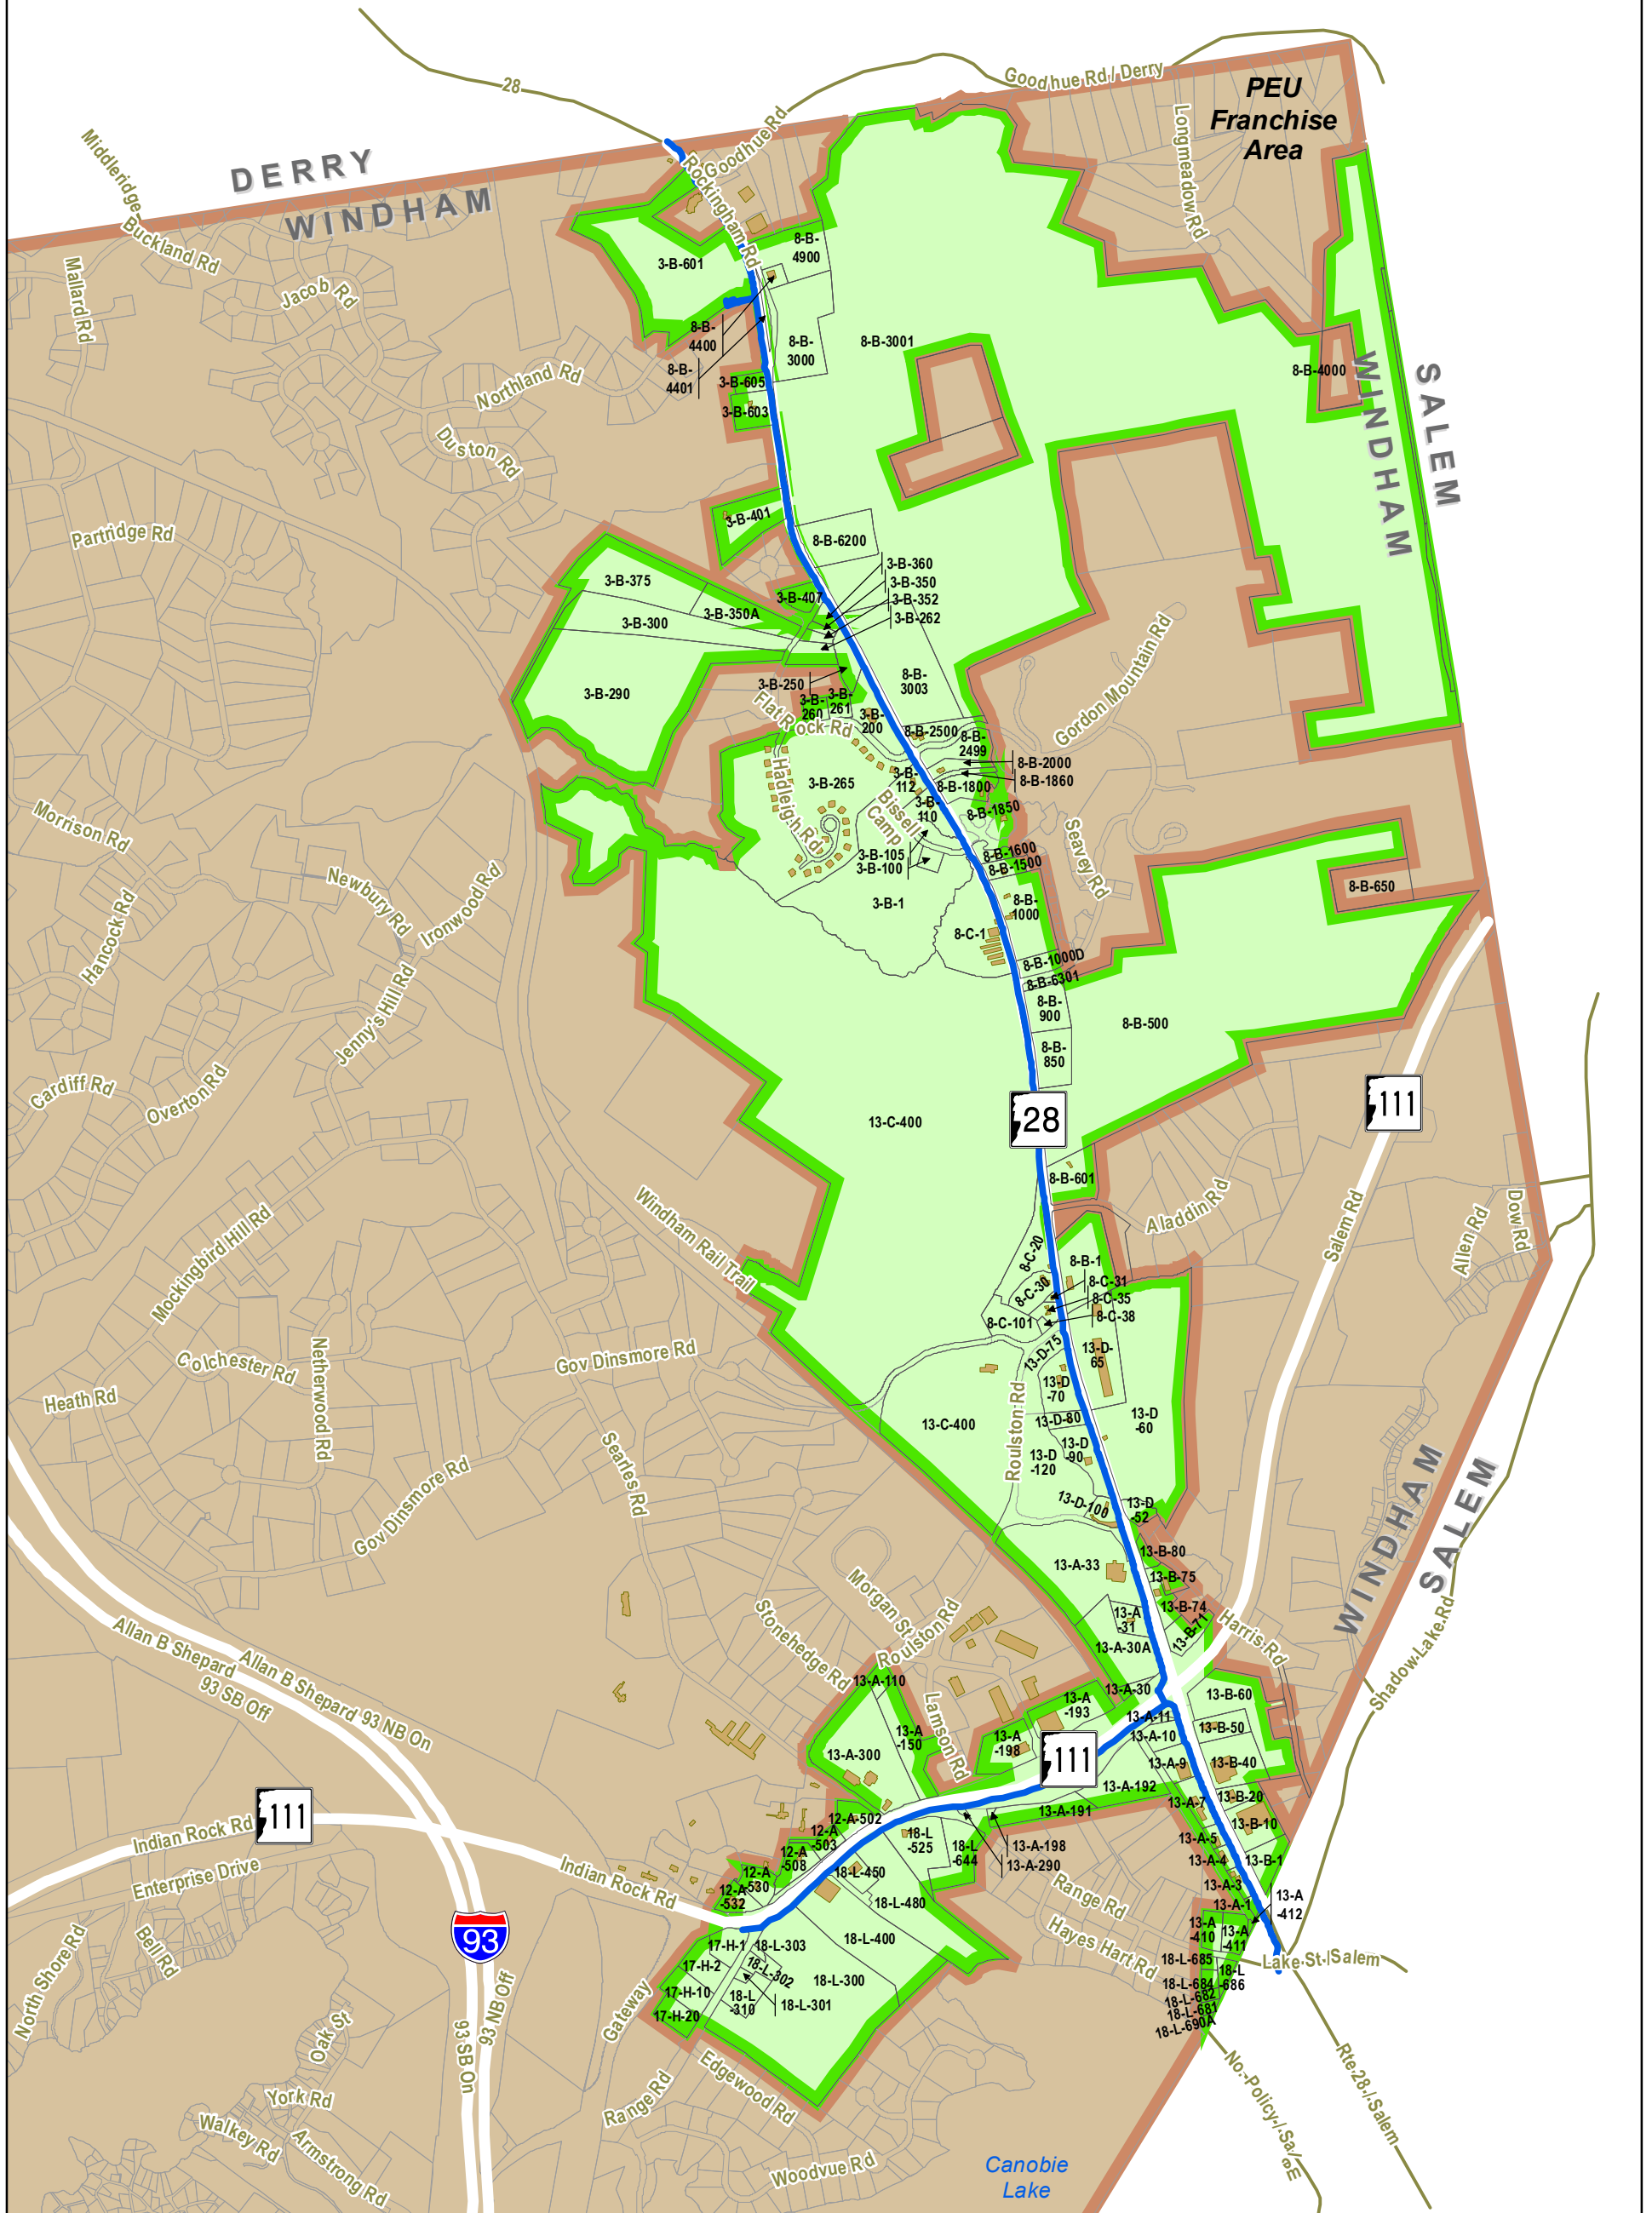 Goodhue Rd / Derry
PEU
Franchise
Area
28
Goodhue Rd
Longmeadow Rd
Middleridge
DERRY
WINDHAM
Rockingham Rd
Buckland Rd
Mallard Rd
Jacob Rd
3-B-601
8-B-
4900
8-B-
4400
8-B-
4401
8-B-
3000
8-B-3001
8-B-4000
SALEM
WINDHAM
Northland Rd
3-B-605
3-B-603
Duston Rd
Partridge Rd
3-B-401
8-B-6200
3-B-360
3-B-350
3-B-352
3-B-262
3-B-375
3-B-407
3-B-350A
3-B-300
3-B-290
3-B-250
3-B-
260
3-B-
261
8-B-
3003
Gordon Mountain Rd
Flat Rock Rd
3-B-
200
8-B-2500
8-B-
2499
8-B-2000
8-B-1860
3-B-265
3-B-
112
8-B-1800
3-B-
110
8-B-1850
Hadleigh Rd
Bissell
Camp
Morrison Rd
Seavey Rd
3-B-105
3-B-100
8-B-1600
8-B-1500
8-B-650
Newbury Rd
Ironwood Rd
3-B-1
8-B-
1000
8-C-1
Hancock Rd
8-B-1000D
8-B-6301
8-B-
900
8-B-500
Jenny's Hill Rd
8-B-
850
Cardiff Rd
Overton Rd
13-C-400
28
111
8-B-601
Windham Rail Trail
Aladdin Rd
Salem Rd
Allen Rd
Dow Rd
Mockingbird Hill Rd
8-C-20
8-B-1
8-C-30
8-C-31
8-C-35
8-C-38
8-C-101
Colchester Rd
Netherwood Rd
Gov Dinsmore Rd
13-D-75
13-D-
65
Heath Rd
13-D
-70
Roulston Rd
13-C-400
13-D-80
13-D
-60
13-D
-90
13-D
-120
Searles Rd
Gov Dinsmore Rd
13-D-100
13-D
-52
WINDHAM
SALEM
13-A-33
13-B-80
13-B-75
13-B-74
13-B-71
Morgan St
Stonehedge Rd
Roulston Rd
13-A
-31
13-A-30A
Harris Rd
Shadow Lake Rd
Allan B Shepard
93 SB Off
Allan B Shepard 93 NB On
13-A-110
13-A-30
13-B-60
Lamson Rd
13-A
-193
13-A-11
13-A
-150
13-A
-198
13-A-10
13-B-50
13-A-300
111
13-A-9
13-B-40
13-A-192
13-B-20
13-A-7
13-A-191
13-B-10
111
Indian Rock Rd
12-A-502
12-A
-503
18-L
-525
18-L
-644
13-A-198
13-A-290
13-A-5
13-A-4
13-B-1
12-A
-508
18-L-450
12-A
-530
13-A-3
Enterprise Drive
Indian Rock Rd
12-A
-532
18-L-480
Range Rd
13-A-1
13-A
-412
93
North Shore Rd
Bell Rd
13-A
-410
13-A
-411
Hayes Hart Rd
17-H-1
18-L-303
18-L-400
Lake St / Salem
18-L-685
17-H-2
18-L-302
18-L-300
18-L
-686
18-L-684
17-H-10
18-L
-310
18-L-301
18-L-682
18-L-681
18-L-690A
17-H-20
Gateway
93 NB Off
93 SB On
Oak St
Edgewood Rd
Range Rd
York Rd
Walkey Rd
Armstrong Rd
Woodvue Rd
Canobie
Lake
Rte 28 / Salem